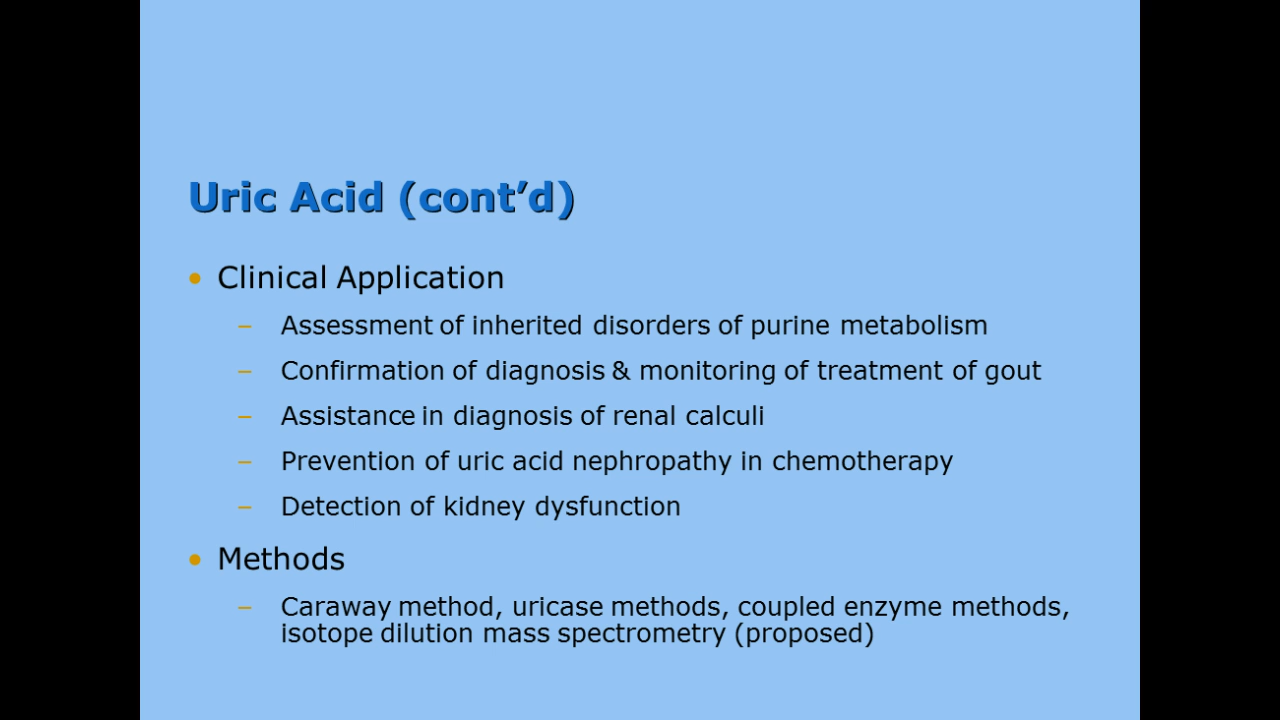 Uric Acid (cont’d)
• Clinical Application
– Assessment of inherited disorders of purine metabolism
– Confirmation of diagnosis & monitoring of treatment of gout
– Assistance in diagnosis of renal calculi
– Prevention of uric acid nephropathy in chemotherapy
– Detection of kidney dysfunction
• Methods
– Caraway method, uricase methods, coupled enzyme methods,
isotope dilution mass spectrometry (proposed)